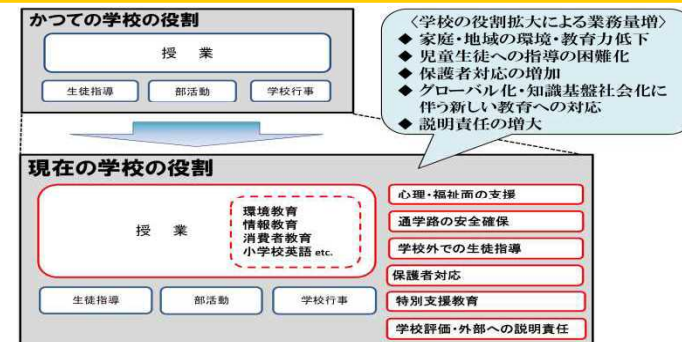 かつての学校の役割
授　業
生徒指導　部活動　学校行事
〈学校の役割拡大による業務量増〉
◆ 家庭・地域の環境・教育力低下
◆ 児童生徒への指導の困難化
◆ 保護者対応の増加
◆ グローバル化・知識基盤社会化に
伴う新しい教育への対応
◆ 説明責任の増大
現在の学校の役割
授　業
環境教育
情報教育
消費者教育
小学校英語 etc.
生徒指導　部活動　学校行事
心理・福祉面の支援
通学路の安全確保
学校外での生徒指導
保護者対応
特別支援教育
学校評価・外部への説明責任